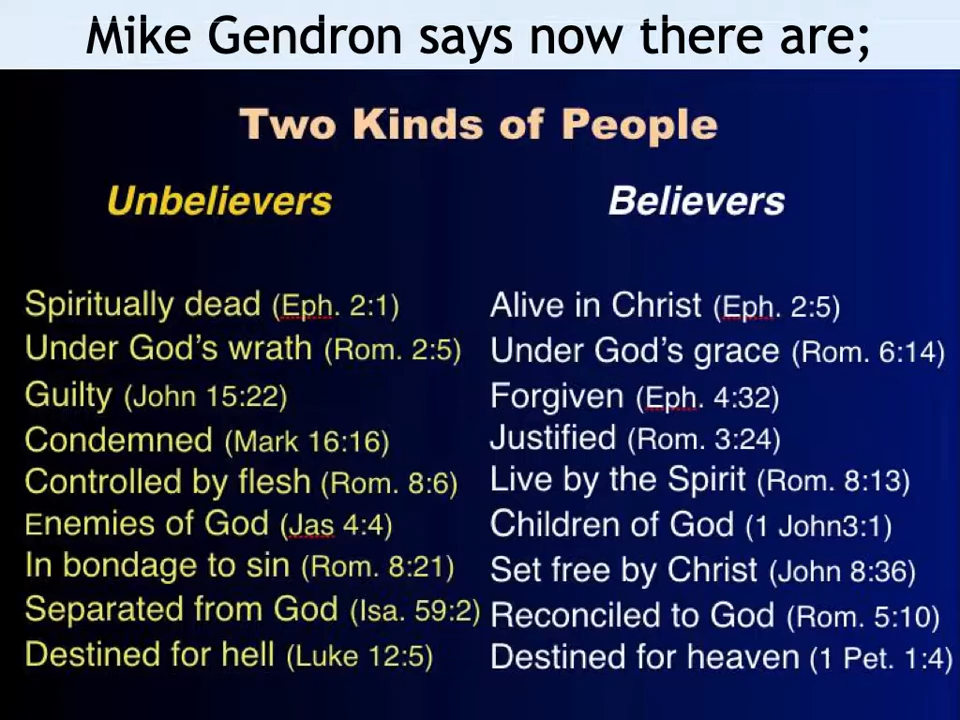 Mike Gendron says now there are;
Two Kinds of People
Unbelievers
Spiritually dead (Eph. 2:1)
Under God's wrath (Rom. 2:5)
Guilty (John 15:22)
Condemned (Mark 16:16)
Controlled by flesh (Rom. 8:6)
Enemies of God (Jas 4:4)
In bondage to sin (Rom. 8:21)
Separated from God (Isa. 59:2)
Destined for hell (Luke 12:5)
Believers
Alive in Christ (Eph. 2:5)
Under God's grace (Rom. 6:14)
Forgiven (Eph. 4:32)
Justified (Rom. 3:24)
Live by the Spirit (Rom. 8:13)
Children of God (1 John3:1)
Set free by Christ (John 8:36)
Reconciled to God (Rom. 5:10)
Destined for heaven (1 Pet. 1:4)